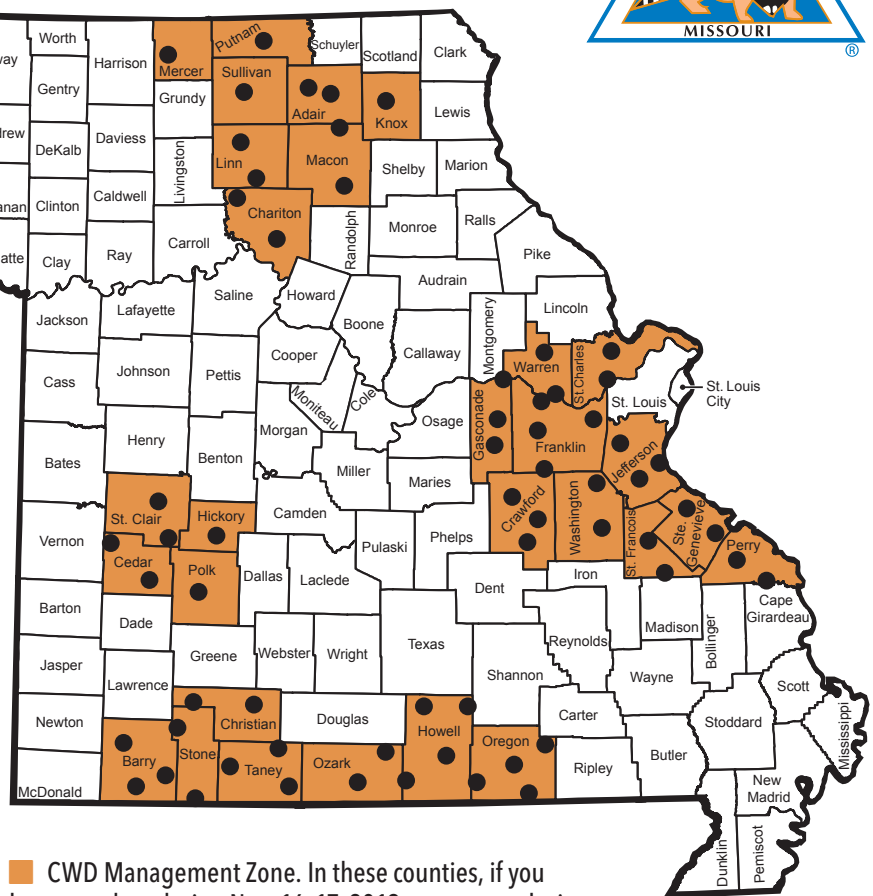 MISSOURI
®
Worth
Putnam
Schuyler
Scotland
Clark
way
Harrison
Mercer
Sullivan
Gentry
Grundy
Adair
Knox
Lewis
rew
DeKalb
Daviess
Livingston
Linn
Macon
Shelby
Marion
anan
Clinton
Caldwell
Chariton
Randolph
Monroe
Ralls
atte
Clay
Ray
Carroll
Pike
Audrain
Saline
Howard
Lincoln
Jackson
Lafayette
Boone
Montgomery
Callaway
Warren
St.Charles
Cooper
Cass
Johnson
Pettis
St. Louis
City
St. Louis
Moniteau
Cole
Osage
Gasconade
Franklin
Jefferson
Morgan
Henry
Benton
Bates
Miller
Maries
Crawford
Washington
St. Clair
Hickory
Camden
Phelps
St. Francois
Ste.
Genevieve
Perry
Vernon
Pulaski
Cedar
Polk
Dallas
Laclede
Dent
Iron
Barton
Dade
Madison
Bollinger
Cape
Girardeau
Greene
Webster
Wright
Texas
Reynolds
Jasper
Shannon
Wayne
Lawrence
Scott
Newton
Christian
Douglas
Howell
Carter
Stoddard
Mississippi
Oregon
Barry
Stone
Taney
Ozark
Ripley
Butler
McDonald
New
Madrid
Dunklin
Pemiscot
CWD Management Zone. In these counties, if you